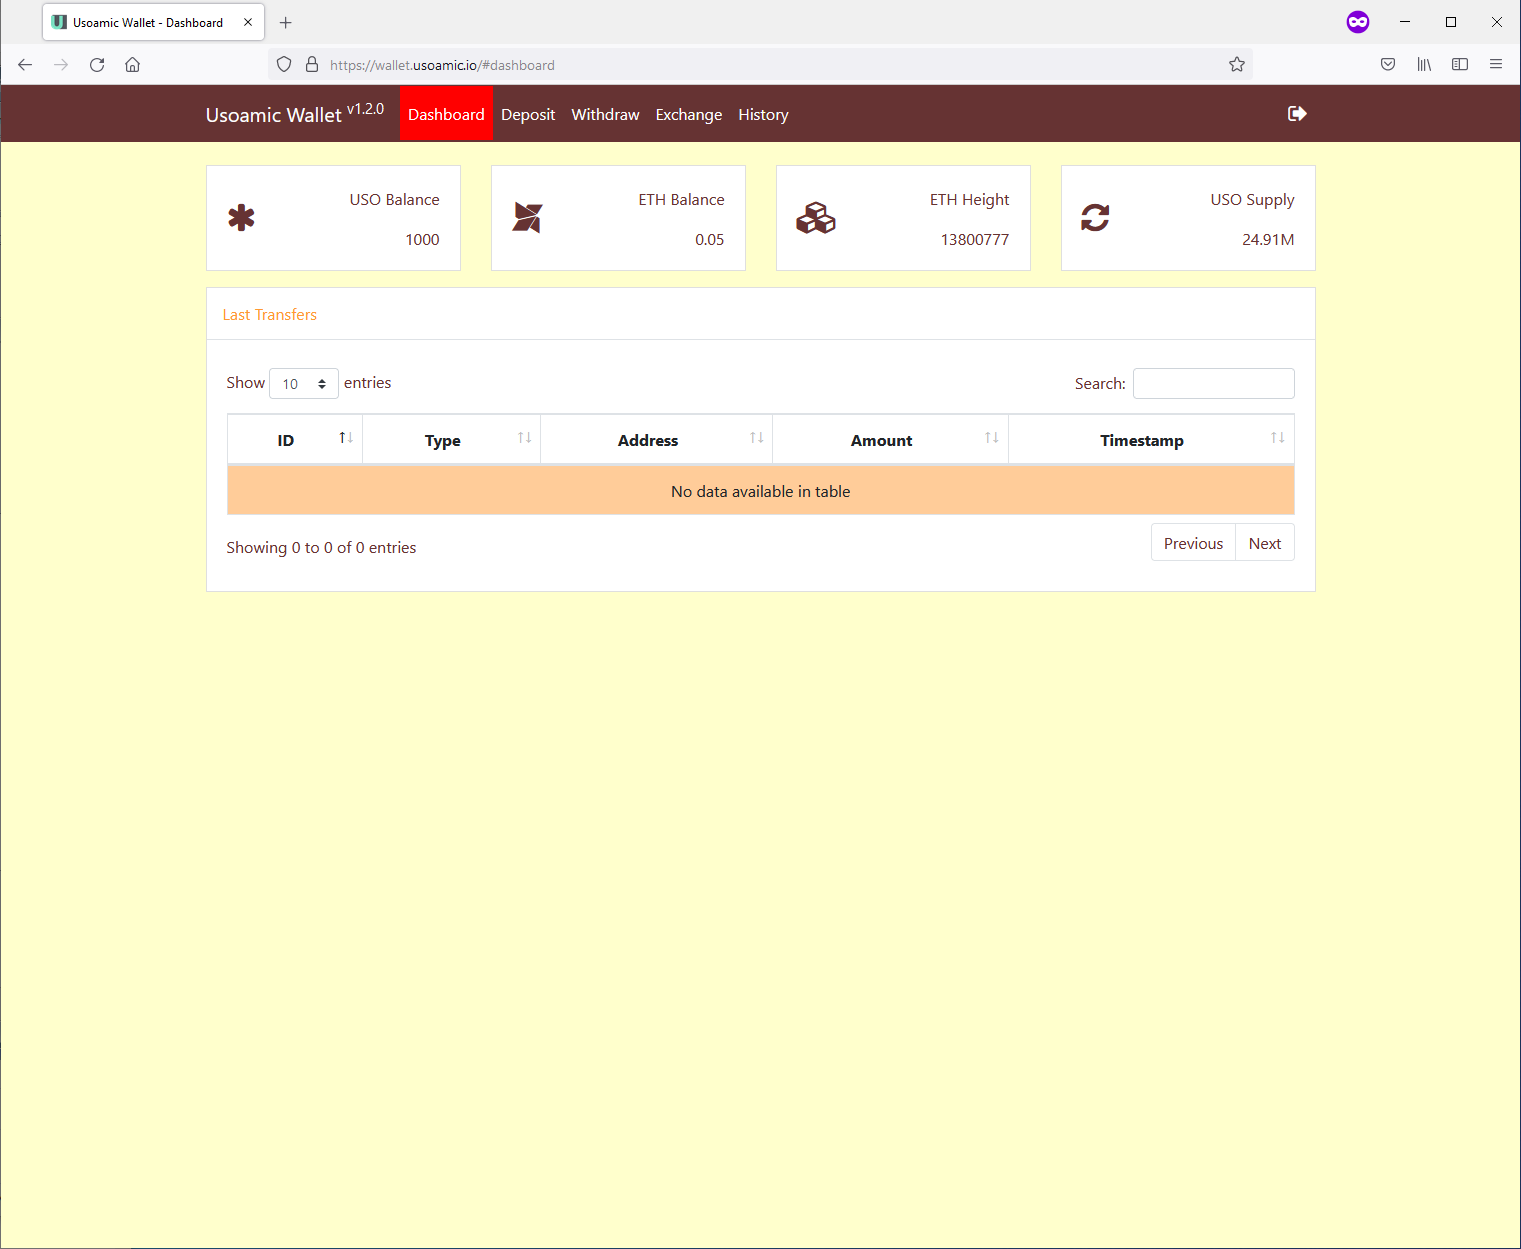 Usoamic Wallet - Dashboard
https://wallet.usoamic.io/#dashboard
Usoamic Wallet v1.2.0 Dashboard Deposit Withdraw Exchange History
USO Balance ETH Balance ETH Height USO Supply
1000 0.05 13800777 24.91M
Last Transfers
Show 10 entries Search:
ID Type Address Amount Timestamp
No data available in table
Showing 0 to 0 of 0 entries Previous Next